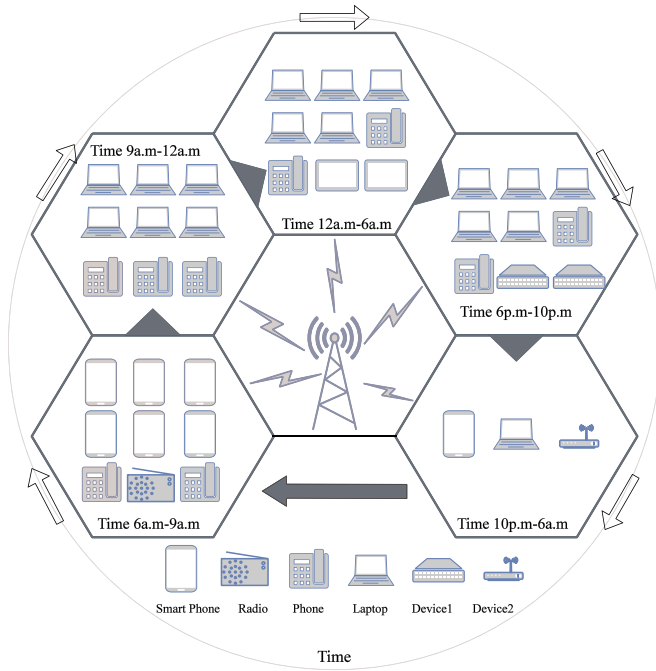 Time 9a.m-12a.m
Time 12a.m-6a.m
Time 6p.m-10p.m
Time 6a.m-9a.m
Time 10p.m-6a.m
Smart Phone Radio Phone Laptop Device1 Device2
Time